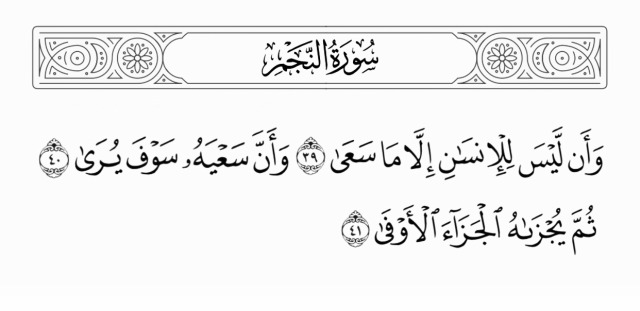 سُورَةُ النَّجْمِ
وَأَن لَّيْسَ لِلْإِنسَٰنِ إِلَّا مَا سَعَىٰ ٣٩ وَأَنَّ سَعْيَهُۥ سَوْفَ يُرَىٰ ٤٠
ثُمَّ يُجْزَىٰهُ ٱلْجَزَآءَ ٱلْأَوْفَىٰ ٤١